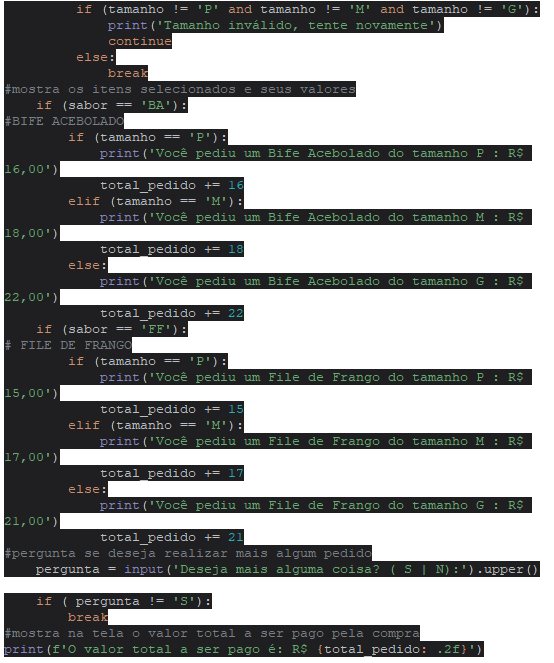 if (tamanho != 'P' and tamanho != 'M' and tamanho != 'G'):
print('Tamanho inválido, tente novamente')
continue
else:
break
#mostra os itens selecionados e seus valores
if (sabor == 'BA'):
#BIFE ACEBOLADO
if (tamanho == 'P'):
print('Você pediu um Bife Acebolado do tamanho P : R$
16,00')
total_pedido += 16
elif (tamanho == 'M'):
print('Você pediu um Bife Acebolado do tamanho M : R$
18,00')
total_pedido += 18
else:
print('Você pediu um Bife Acebolado do tamanho G : R$
22,00')
total_pedido += 22
if (sabor == 'FF'):
# FILE DE FRANGO
if (tamanho == 'P'):
print('Você pediu um File de Frango do tamanho P : R$
15,00')
total_pedido += 15
elif (tamanho == 'M'):
print('Você pediu um File de Frango do tamanho M : R$
17,00')
total_pedido += 17
else:
print('Você pediu um File de Frango do tamanho G : R$
21,00')
total_pedido += 21
#pergunta se deseja realizar mais algum pedido
pergunta = input('Deseja mais alguma coisa? ( S | N):').upper()
if ( pergunta != 'S'):
break
#mostra na tela o valor total a ser pago pela compra
print(f'O valor total a ser pago é: R$ {total_pedido: .2f}')